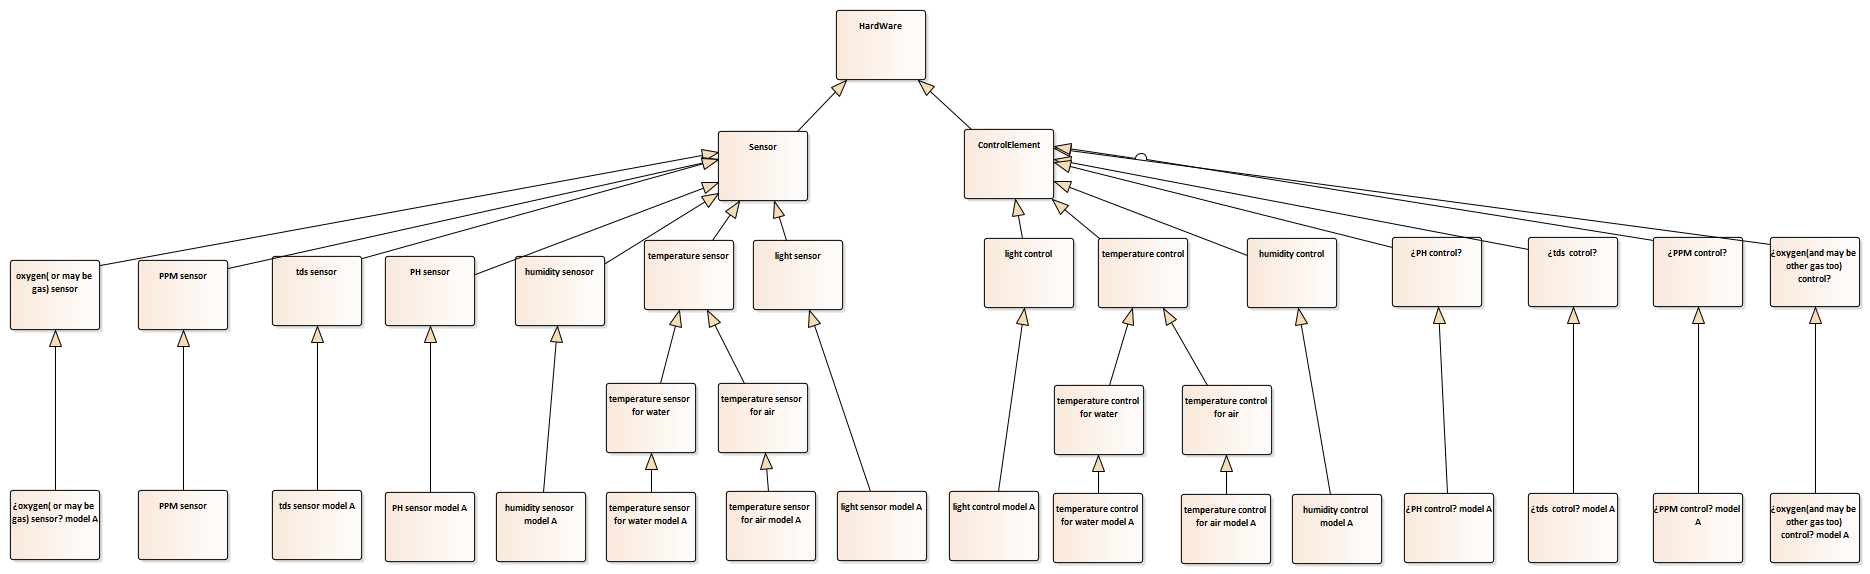 HardWare
Sensor
ControlElement
oxygen( or may be
gas) sensor
PPM sensor
tds sensor
PH sensor
humidity senosor
temperature sensor
light sensor
light control
temperature control
humidity control
¿PH control?
¿tds  cotrol?
¿PPM control?
¿oxygen(and may be
other gas too)
control?
temperature sensor
for water
temperature sensor
for air
temperature control
for water
temperature control
for air
¿oxygen( or may be
gas) sensor? model A
PPM sensor
tds sensor model A
PH sensor model A
humidity senosor
model A
temperature sensor
for water model A
temperature sensor
for air model A
light sensor model A
light control model A
temperature control
for water model A
temperature control
for air model A
humidity control
model A
¿PH control? model A
¿tds  cotrol? model A
¿PPM control? model
A
¿oxygen(and may be
other gas too)
control? model A